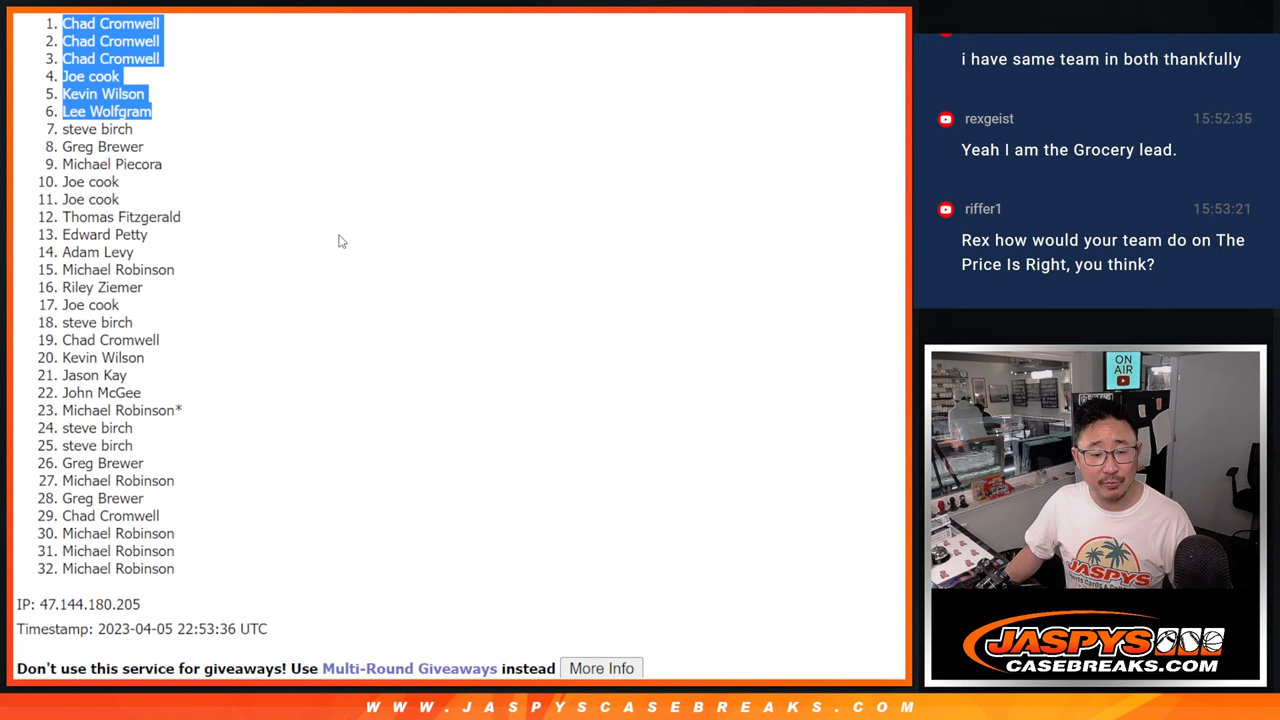 1. Chad Cromwell
2. Chad Cromwell
3. Chad Cromwell
4. Joe cook
5. Kevin Wilson
6. Lee Wolfgram
7. steve birch
8. Greg Brewer
9. Michael Piecora
10. Joe cook
11. Joe cook
12. Thomas Fitzgerald
13. Edward Petty
14. Adam Levy
15. Michael Robinson
16. Riley Ziemer
17. Joe cook
18. steve birch
19. Chad Cromwell
20. Kevin Wilson
21. Jason Kay
22. John McGee
23. Michael Robinson*
24. steve birch
25. steve birch
26. Greg Brewer
27. Michael Robinson
28. Greg Brewer
29. Chad Cromwell
30. Michael Robinson
31. Michael Robinson
32. Michael Robinson
IP: 47.144.180.205
Timestamp: 2023-04-05 22:53:36 UTC
Don't use this service for giveaways! Use Multi-Round Giveaways instead More Info
i have same team in both thankfully
rexgeist 15:52:35
Yeah I am the Grocery lead.
riffer1 15:53:21
Rex how would your team do on The
Price Is Right, you think?
ON
AIR
JASPYS
JASPYS
CASEBREAKS.COM
WWW.JASPYSCASEBREAKS.COM